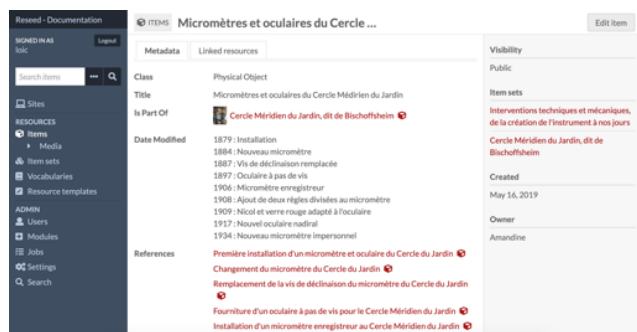 Reseed - Documentation
SIGNED IN AS
loic
Logout
Search items
Sites
RESOURCES
Items
Media
Item sets
Vocabularies
Resource templates
ADMIN
Users
Modules
Jobs
Settings
Search
ITEMS Micromètres et oculaires du Cercle ...
Edit item
Metadata Linked resources
Class Physical Object
Title Micromètres et oculaires du Cercle Médirien du Jardin
Is Part Of Cercle Méridien du Jardin, dit de Bischoffsheim
Date Modified 1879 : Installation
1884 : Nouveau micromètre
1887 : Vis de déclinaison remplacée
1897 : Oculaire à pas de vis
1906 : Micromètre enregistreur
1908 : Ajout de deux règles divisées au micromètre
1909 : Nicol et verre rouge adapté à l'oculaire
1917 : Nouvel oculaire nadiral
1934 : Nouveau micromètre impersonnel
References Première installation d'un micromètre et oculaire du Cercle du Jardin
Changement du micromètre du Cercle du Jardin
Remplacement de la vis de déclinaison du micromètre du Cercle du Jardin
Fourniture d'un oculaire à pas de vis pour le Cercle Méridien du Jardin
Installation d'un micromètre enregistreur au Cercle Méridien du Jardin
Visibility
Public
Item sets
Interventions techniques et mécaniques,
de la création de l'instrument à nos jours
Cercle Méridien du Jardin, dit de
Bischoffsheim
Created
May 16, 2019
Owner
Amandine